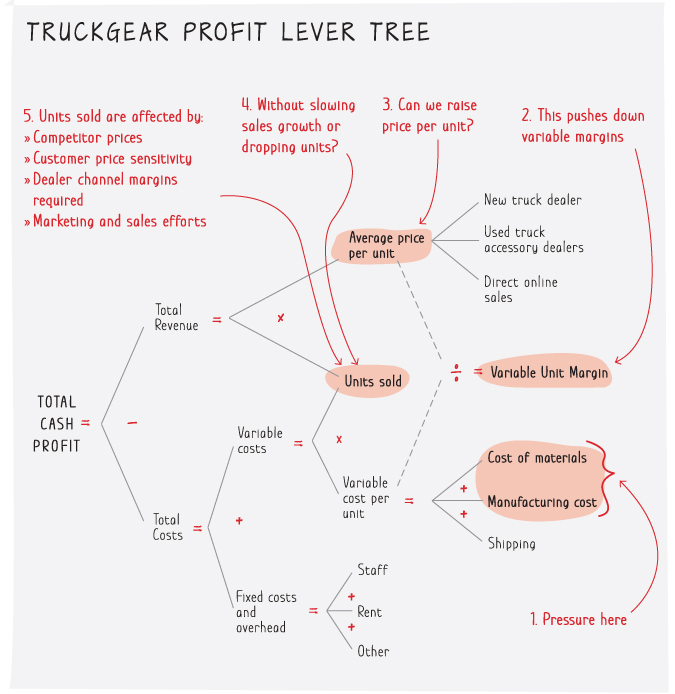 TRUCKGEAR PROFIT LEVER TREE
5. Units sold are affected by:
» Competitor prices
» Customer price sensitivity
» Dealer channel margins
required
» Marketing and sales efforts
4. Without slowing
sales growth or
dropping units?
3. Can we raise
price per unit?
2. This pushes down
variable margins
Average price
per unit
New truck dealer
Used truck
accessory dealers
Direct online
sales
Total
Revenue
=
×
÷
=
Variable Unit Margin
Units sold
TOTAL
CASH
PROFIT
=
−
Variable
costs
=
×
Variable
cost per
unit
=
Cost of materials
+
Manufacturing cost
+
Shipping
Total
Costs
=
+
Fixed costs
and
overhead
=
Staff
+
Rent
+
Other
1. Pressure here